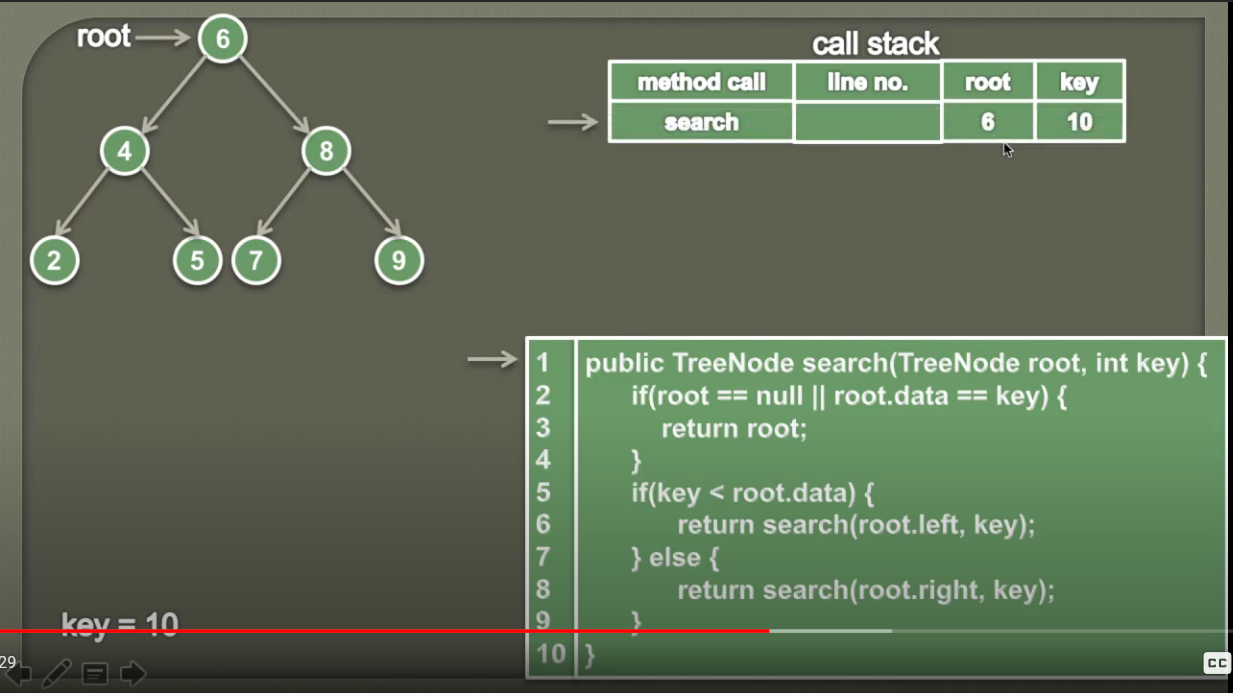 root
6
call stack
method call line no. root key
search 6 10
4 8
2 5 7 9
1 public TreeNode search(TreeNode root, int key) {
2 if(root == null || root.data == key) {
3 return root;
4 }
5 if(key < root.data) {
6 return search(root.left, key);
7 } else {
8 return search(root.right, key);
9 }
10 }
key = 10
29
CC